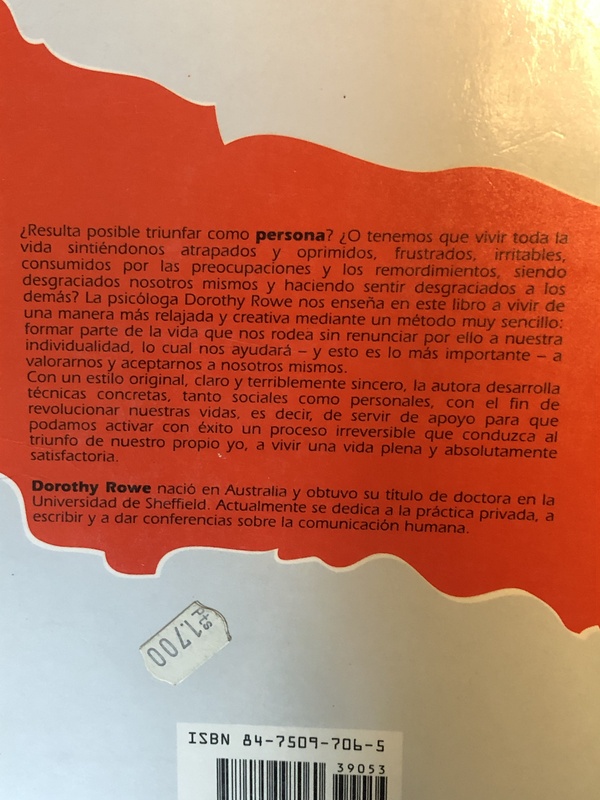 ¿Resulta posible triunfar como persona? ¿O tenemos que vivir toda la
vida sintiéndonos atrapados y oprimidos, frustrados, irritables,
consumidos por las preocupaciones y los remordimientos, siendo
desgraciados nosotros mismos y haciendo sentir desgraciados a los
demás? La psicóloga Dorothy Rowe nos enseña en este libro a vivir de
una manera más relajada y creativa mediante un método muy sencillo:
formar parte de la vida que nos rodea sin renunciar por ello a nuestra
individualidad, lo cual nos ayudará – y esto es lo más importante – a
valorarnos y aceptarnos a nosotros mismos.
Con un estilo original, claro y terriblemente sincero, la autora desarrolla
técnicas concretas, tanto sociales como personales, con el fin de
revolucionar nuestras vidas, es decir, de servir de apoyo para que
podamos activar con éxito un proceso irreversible que conduzca al
triunfo de nuestro propio yo, a vivir una vida plena y absolutamente
satisfactoria.
Dorothy Rowe nació en Australia y obtuvo su título de doctora en la
Universidad de Sheffield. Actualmente se dedica a la práctica privada, a
escribir y a dar conferencias sobre la comunicación humana.
Pts
1.700
ISBN 84-7509-706-5
39053